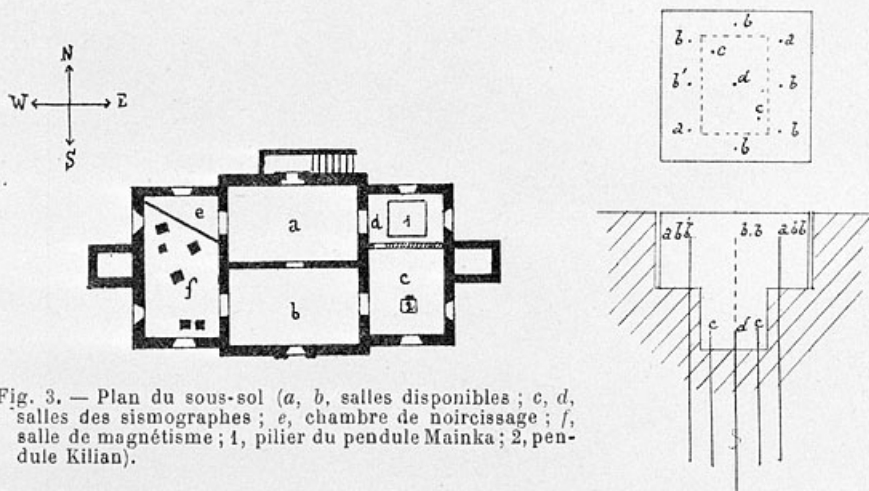 N
W E
S
e
a
d 1
f
b
c
2
Fig. 3. — Plan du sous-sol (a, b, salles disponibles ; c, d,
salles des sismographes ; e, chambre de noircissage ; f,
salle de magnétisme ; 1, pilier du pendule Mainka ; 2, pen-
dule Kilian).
b
b a
c
b' d b
c
a b
b
a b b' b.b a b b
c d c